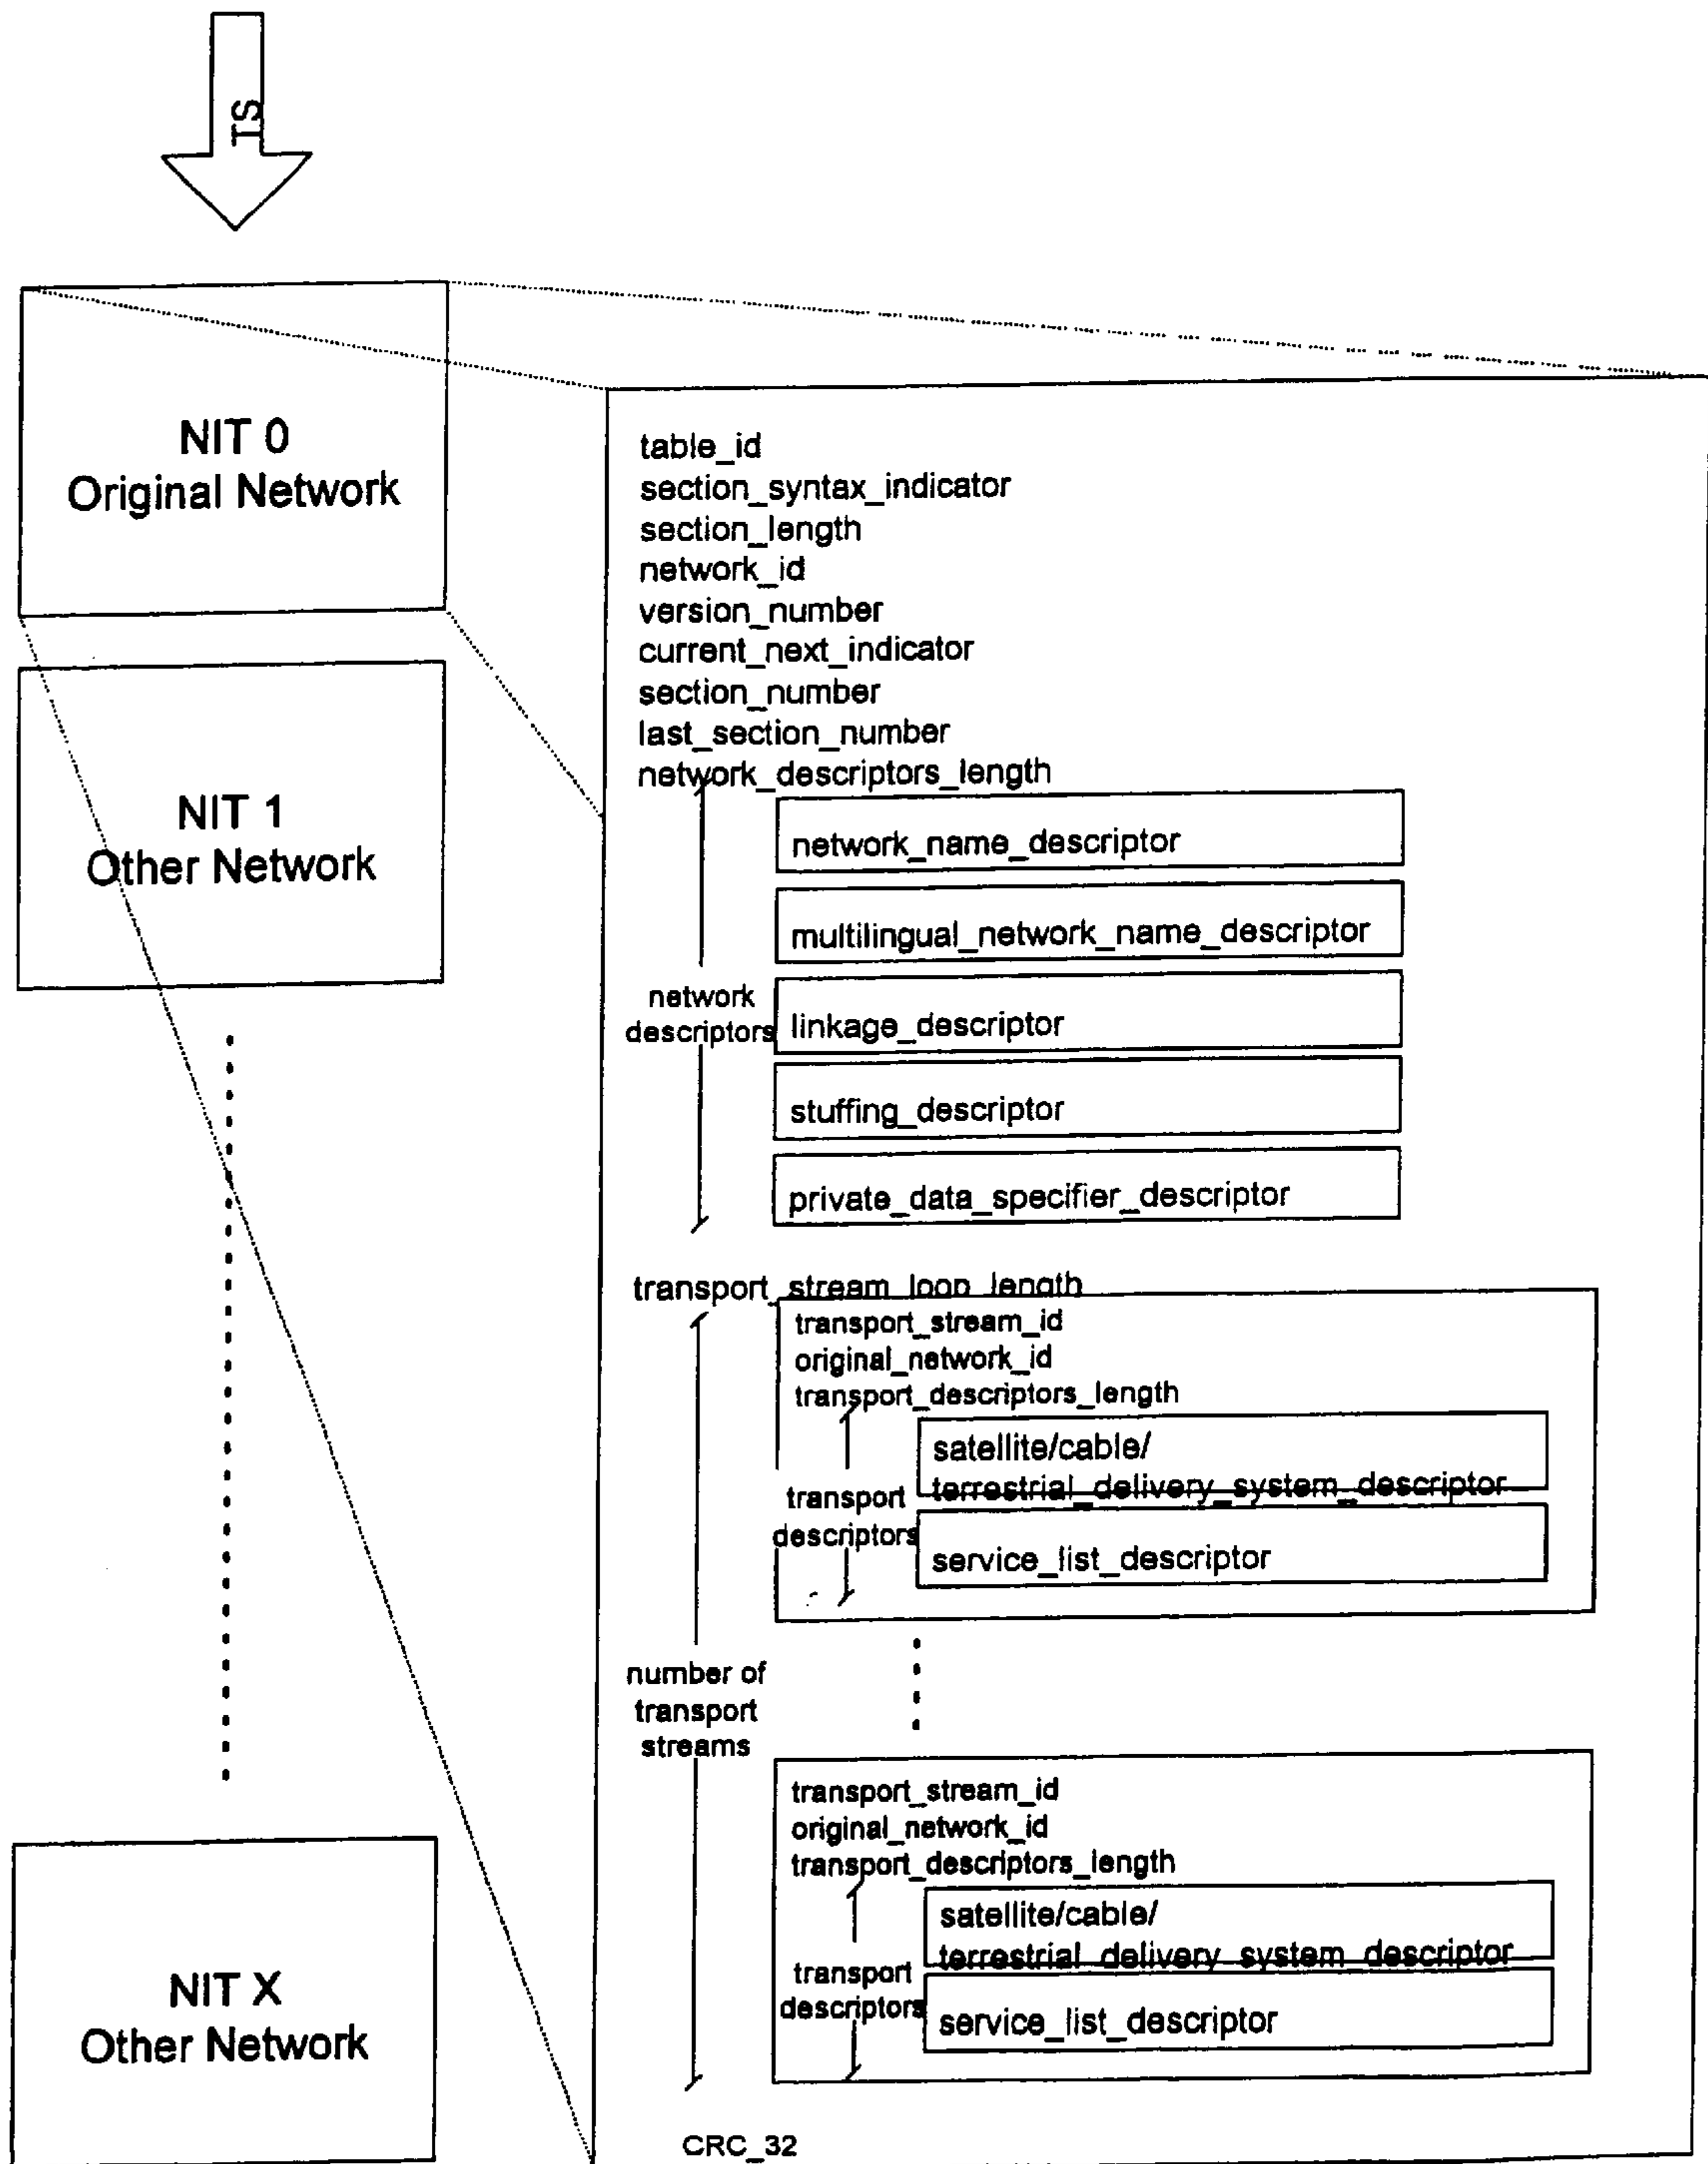 TS
NIT 0
Original Network
NIT 1
Other Network
NIT X
Other Network
table_id
section_syntax_indicator
section_length
network_id
version_number
current_next_indicator
section_number
last_section_number
network_descriptors_length
network
descriptors
network_name_descriptor
multilingual_network_name_descriptor
linkage_descriptor
stuffing_descriptor
private_data_specifier_descriptor
transport_stream_loop_length
number of
transport
streams
transport_stream_id
original_network_id
transport_descriptors_length
transport
descriptors
satellite/cable/
terrestrial_delivery_system_descriptor
service_list_descriptor
transport_stream_id
original_network_id
transport_descriptors_length
transport
descriptors
satellite/cable/
terrestrial_delivery_system_descriptor
service_list_descriptor
CRC_32